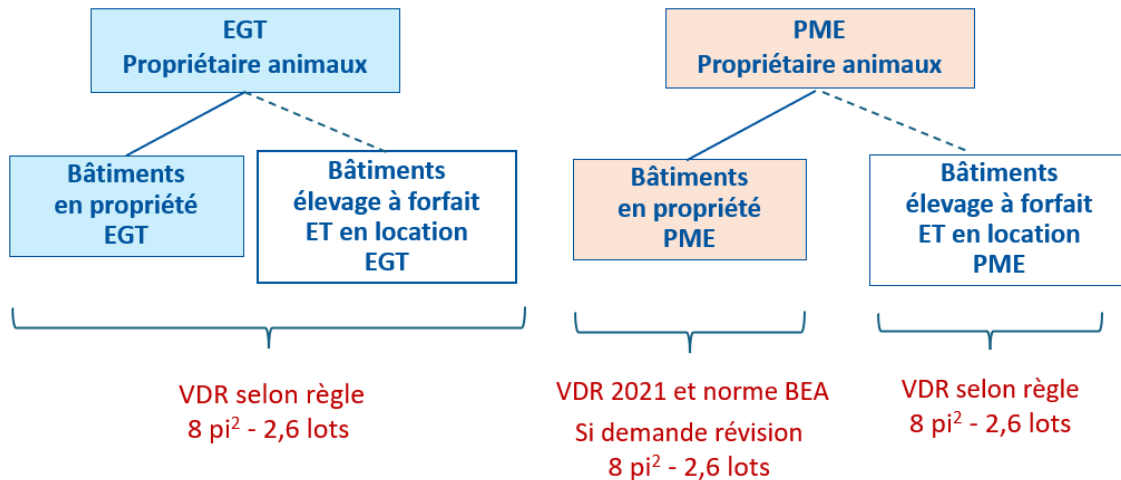 EGT
Propriétaire animaux
PME
Propriétaire animaux
Bâtiments
en propriété
EGT
Bâtiments
élevage à forfait
ET en location
EGT
Bâtiments
en propriété
PME
Bâtiments
élevage à forfait
ET en location
PME
VDR selon règle
8 pi² - 2,6 lots
VDR 2021 et norme BEA
Si demande révision
8 pi² - 2,6 lots
VDR selon règle
8 pi² - 2,6 lots